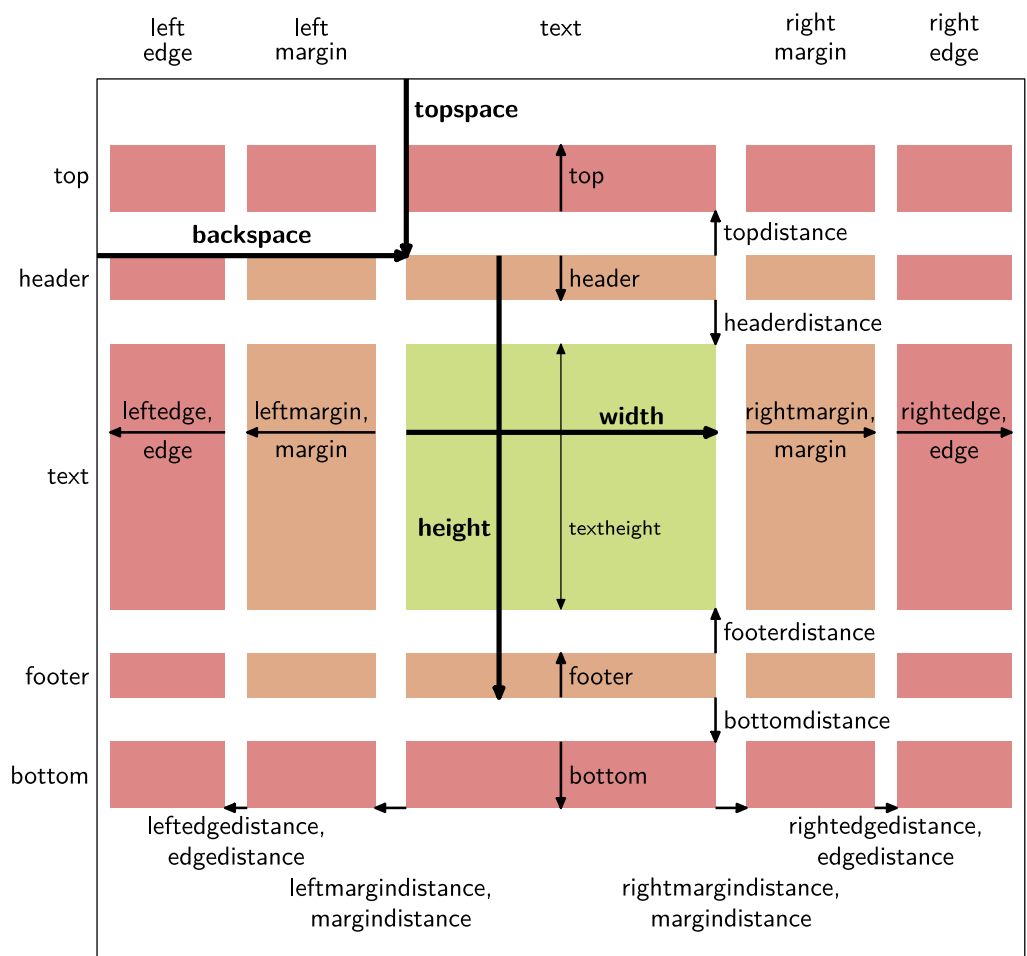 left
edge
left
margin
text
right
margin
right
edge
topspace
top
top
backspace
topdistance
header
header
headerdistance
leftedge,
edge
leftmargin,
margin
width
rightmargin,
margin
rightedge,
edge
text
height
textheight
footerdistance
footer
footer
bottomdistance
bottom
bottom
leftedgedistance,
edgedistance
rightedgedistance,
edgedistance
leftmargindistance,
margindistance
rightmargindistance,
margindistance